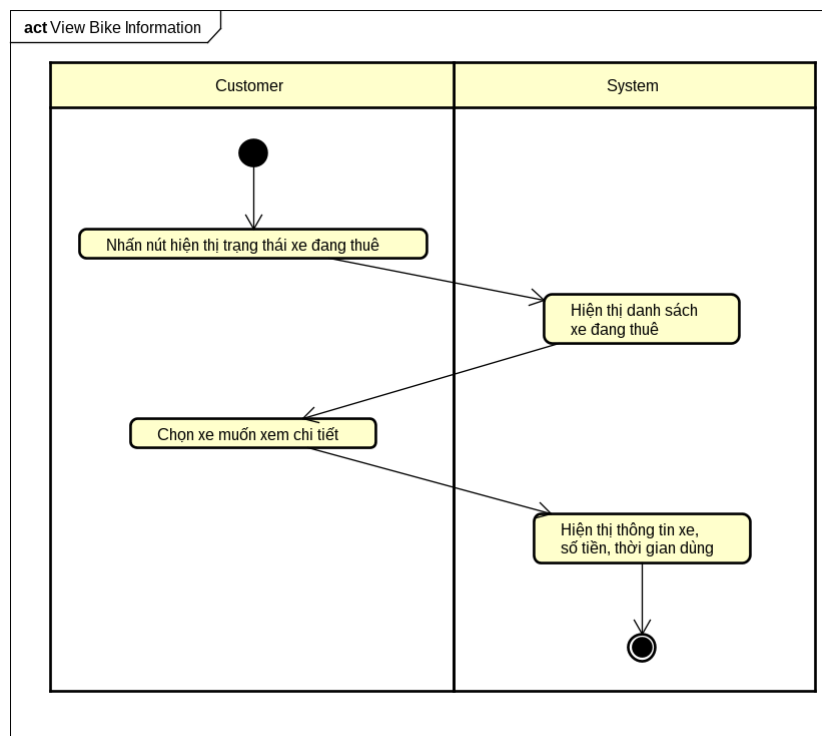 act View Bike Information
Customer
System
Nhấn nút hiện thị trạng thái xe đang thuê
Hiện thị danh sách
xe đang thuê
Chọn xe muốn xem chi tiết
Hiện thị thông tin xe,
số tiền, thời gian dùng